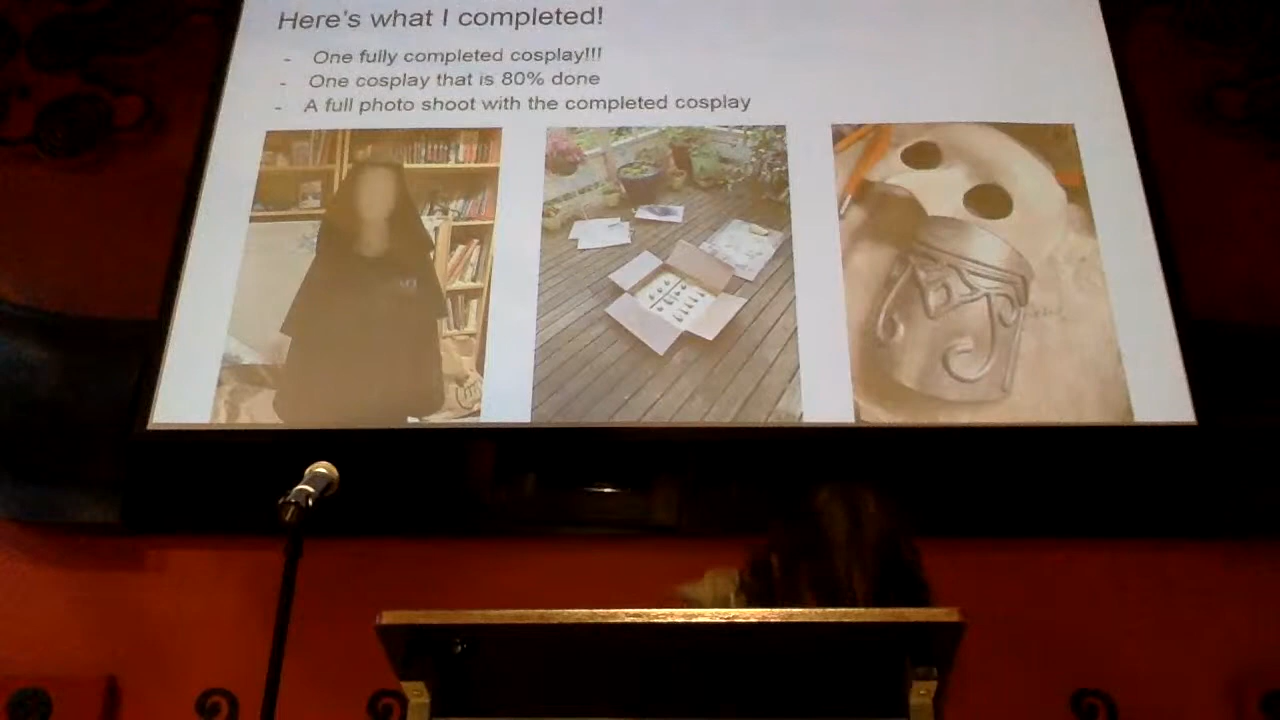 Here's what I completed!
- One fully completed cosplay!!!
- One cosplay that is 80% done
- A full photo shoot with the completed cosplay